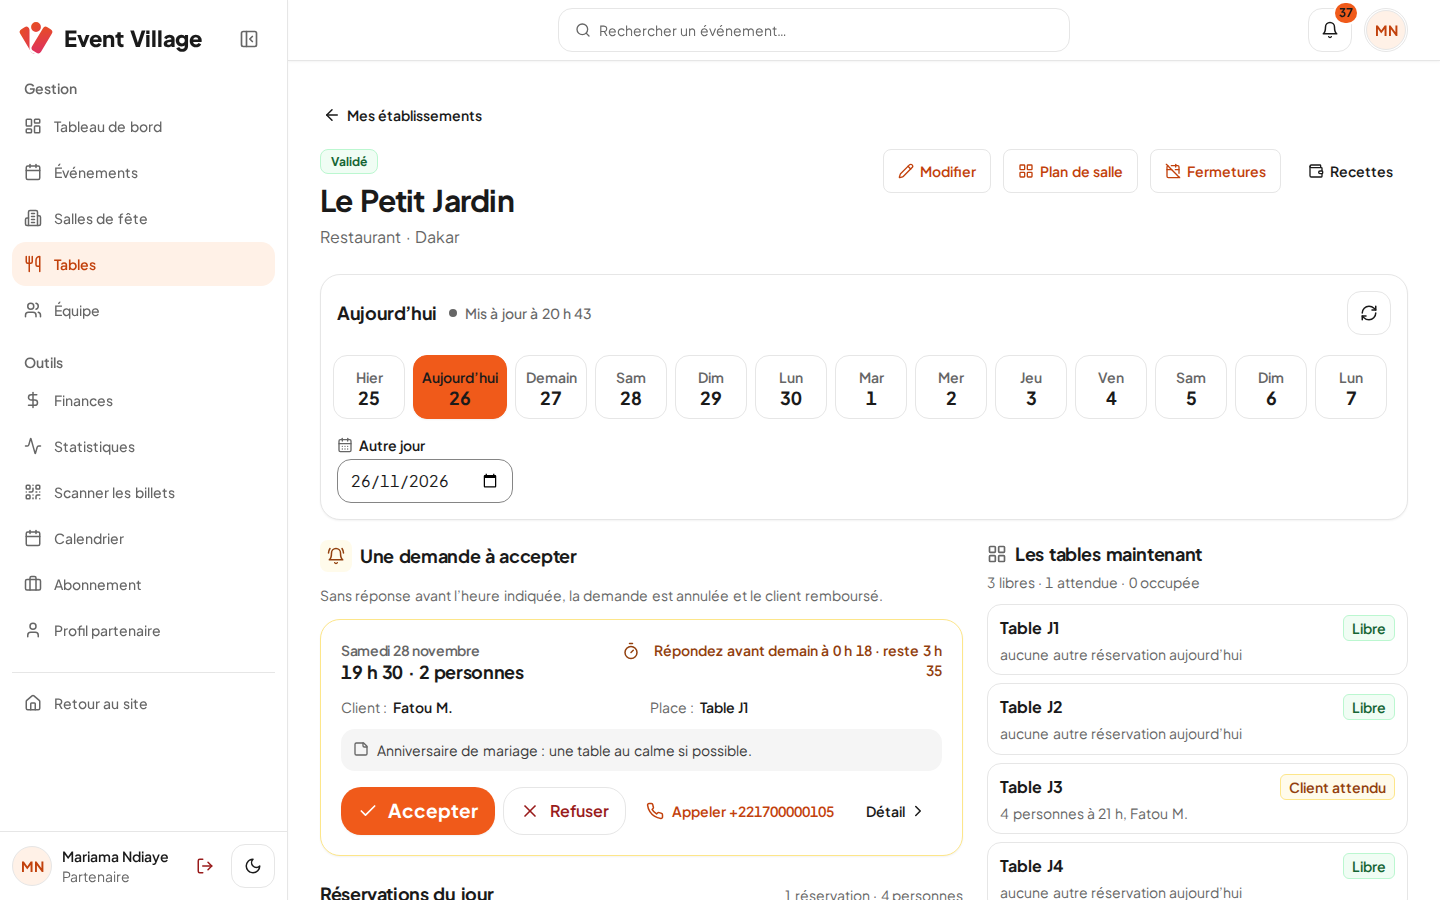 Event Village
Gestion
Tableau de bord
Événements
Salles de fête
Tables
Équipe
Outils
Finances
Statistiques
Scanner les billets
Calendrier
Abonnement
Profil partenaire
Retour au site
MN
Mariama Ndiaye
Partenaire
Rechercher un événement…
37
MN
Mes établissements
Validé
Le Petit Jardin
Restaurant · Dakar
Modifier
Plan de salle
Fermetures
Recettes
Aujourd’hui
Mis à jour à 20 h 43
Hier 25
Aujourd’hui 26
Demain 27
Sam 28
Dim 29
Lun 30
Mar 1
Mer 2
Jeu 3
Ven 4
Sam 5
Dim 6
Lun 7
Autre jour
26/11/2026
Une demande à accepter
Sans réponse avant l’heure indiquée, la demande est annulée et le client remboursé.
Samedi 28 novembre
19 h 30 · 2 personnes
Répondez avant demain à 0 h 18 · reste 3 h
35
Client : Fatou M.
Place : Table J1
Anniversaire de mariage : une table au calme si possible.
Accepter
Refuser
Appeler +221700000105
Détail
Réservations du jour
1 réservation · 4 personnes
Les tables maintenant
3 libres · 1 attendue · 0 occupée
Table J1
Libre
aucune autre réservation aujourd’hui
Table J2
Libre
aucune autre réservation aujourd’hui
Table J3
Client attendu
4 personnes à 21 h, Fatou M.
Table J4
Libre
aucune autre réservation aujourd’hui